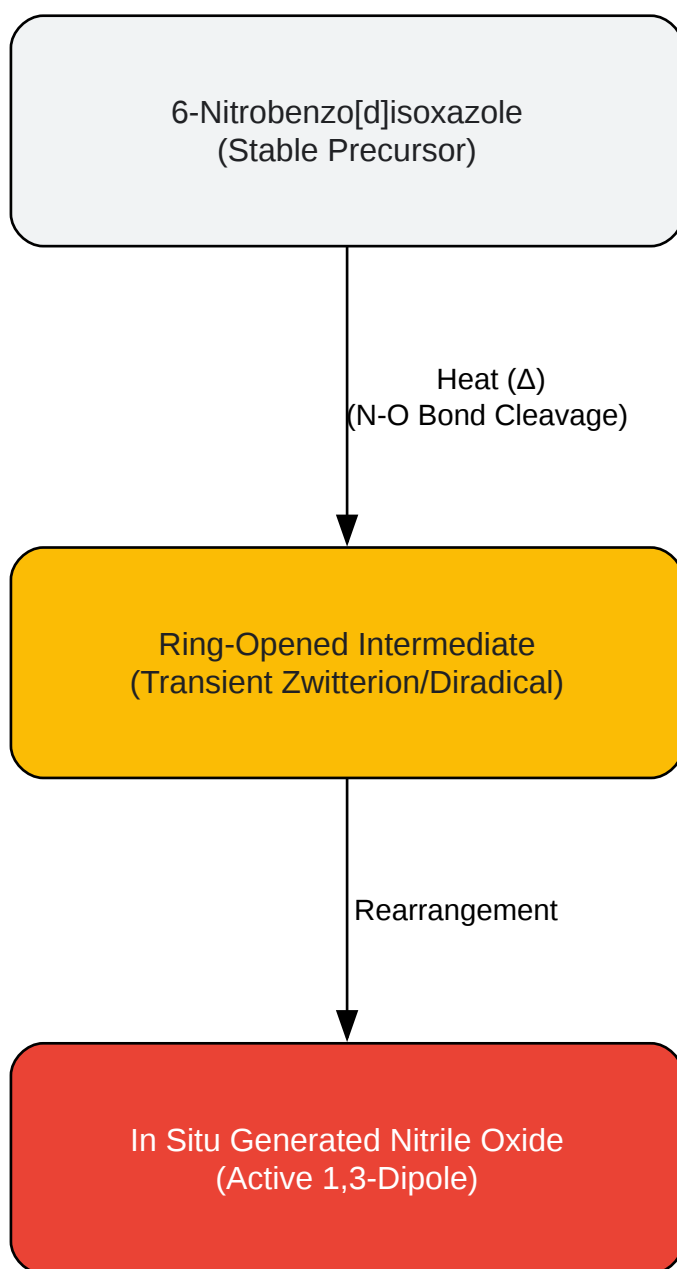 6-Nitrobenzo[d]isoxazole
(Stable Precursor)
Heat (Δ)
(N-O Bond Cleavage)
Ring-Opened Intermediate
(Transient Zwitterion/Diradical)
Rearrangement
In Situ Generated Nitrile Oxide
(Active 1,3-Dipole)